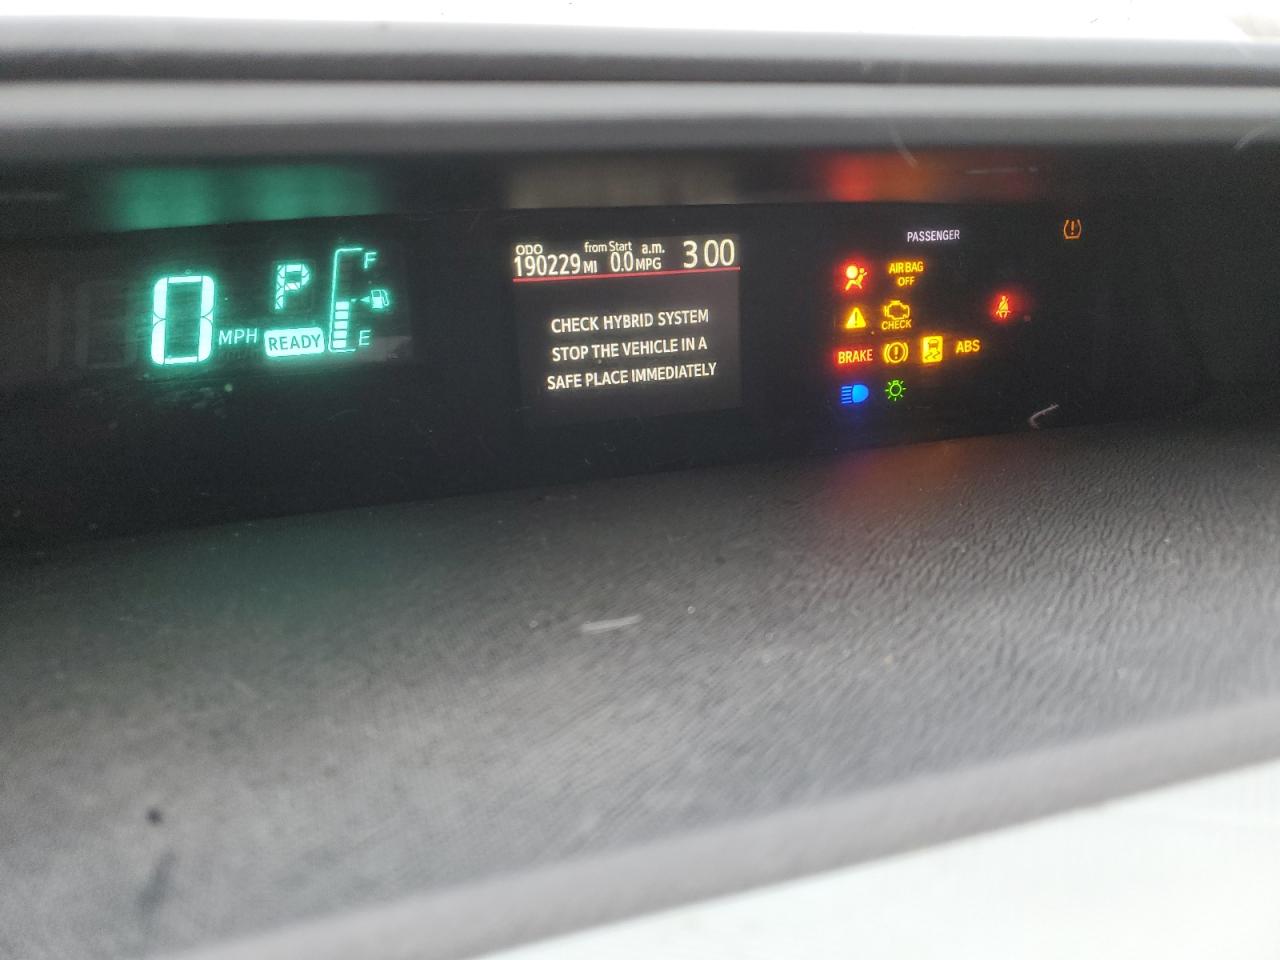 0 MPH
P
READY
F
E
ODO from Start a.m.
190229 MI 0.0 MPG 3 00
CHECK HYBRID SYSTEM
STOP THE VEHICLE IN A
SAFE PLACE IMMEDIATELY
PASSENGER
AIR BAG
OFF
CHECK
BRAKE
ABS